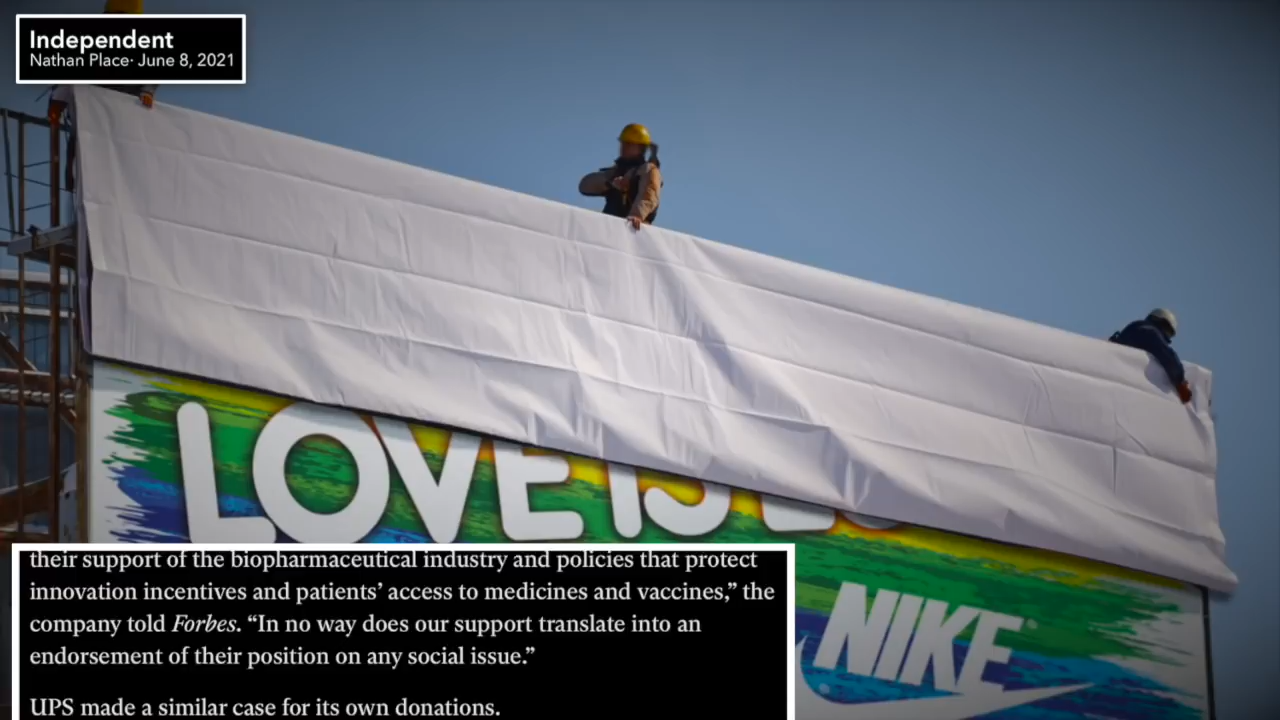 Independent
Nathan Place· June 8, 2021
LOVE IS
NIKE
their support of the biopharmaceutical industry and policies that protect
innovation incentives and patients’ access to medicines and vaccines,” the
company told Forbes. “In no way does our support translate into an
endorsement of their position on any social issue.”
UPS made a similar case for its own donations.